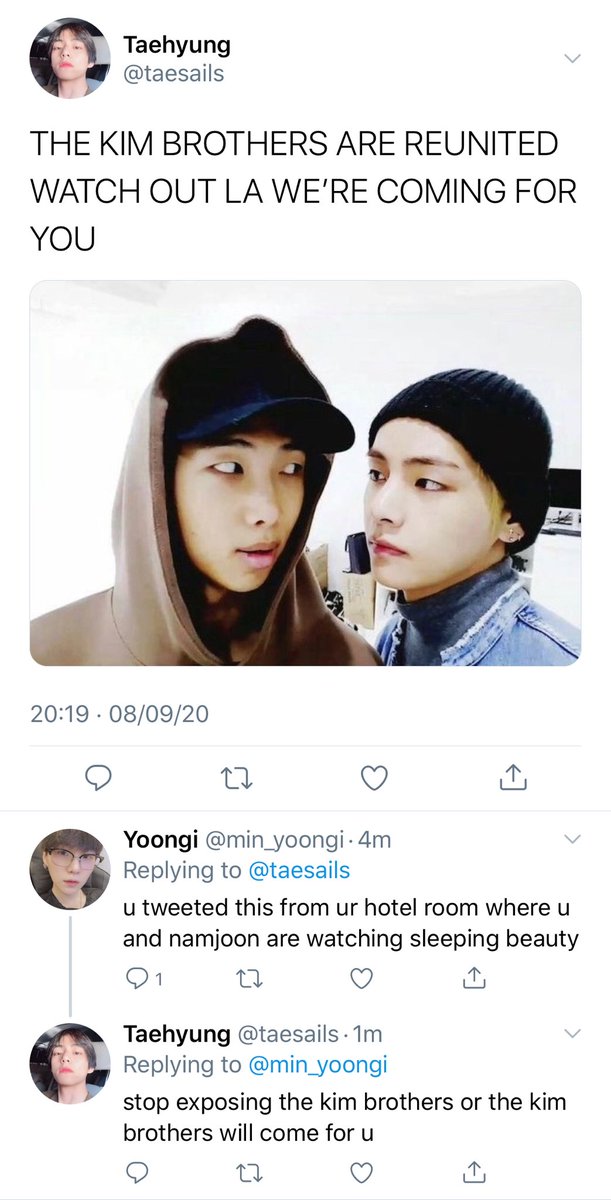 Taehyung
@taesails
THE KIM BROTHERS ARE REUNITED
WATCH OUT LA WE’RE COMING FOR
YOU
20:19 · 08/09/20
Yoongi @min_yoongi · 4m
Replying to @taesails
u tweeted this from ur hotel room where u
and namjoon are watching sleeping beauty
1
Taehyung @taesails · 1m
Replying to @min_yoongi
stop exposing the kim brothers or the kim
brothers will come for u